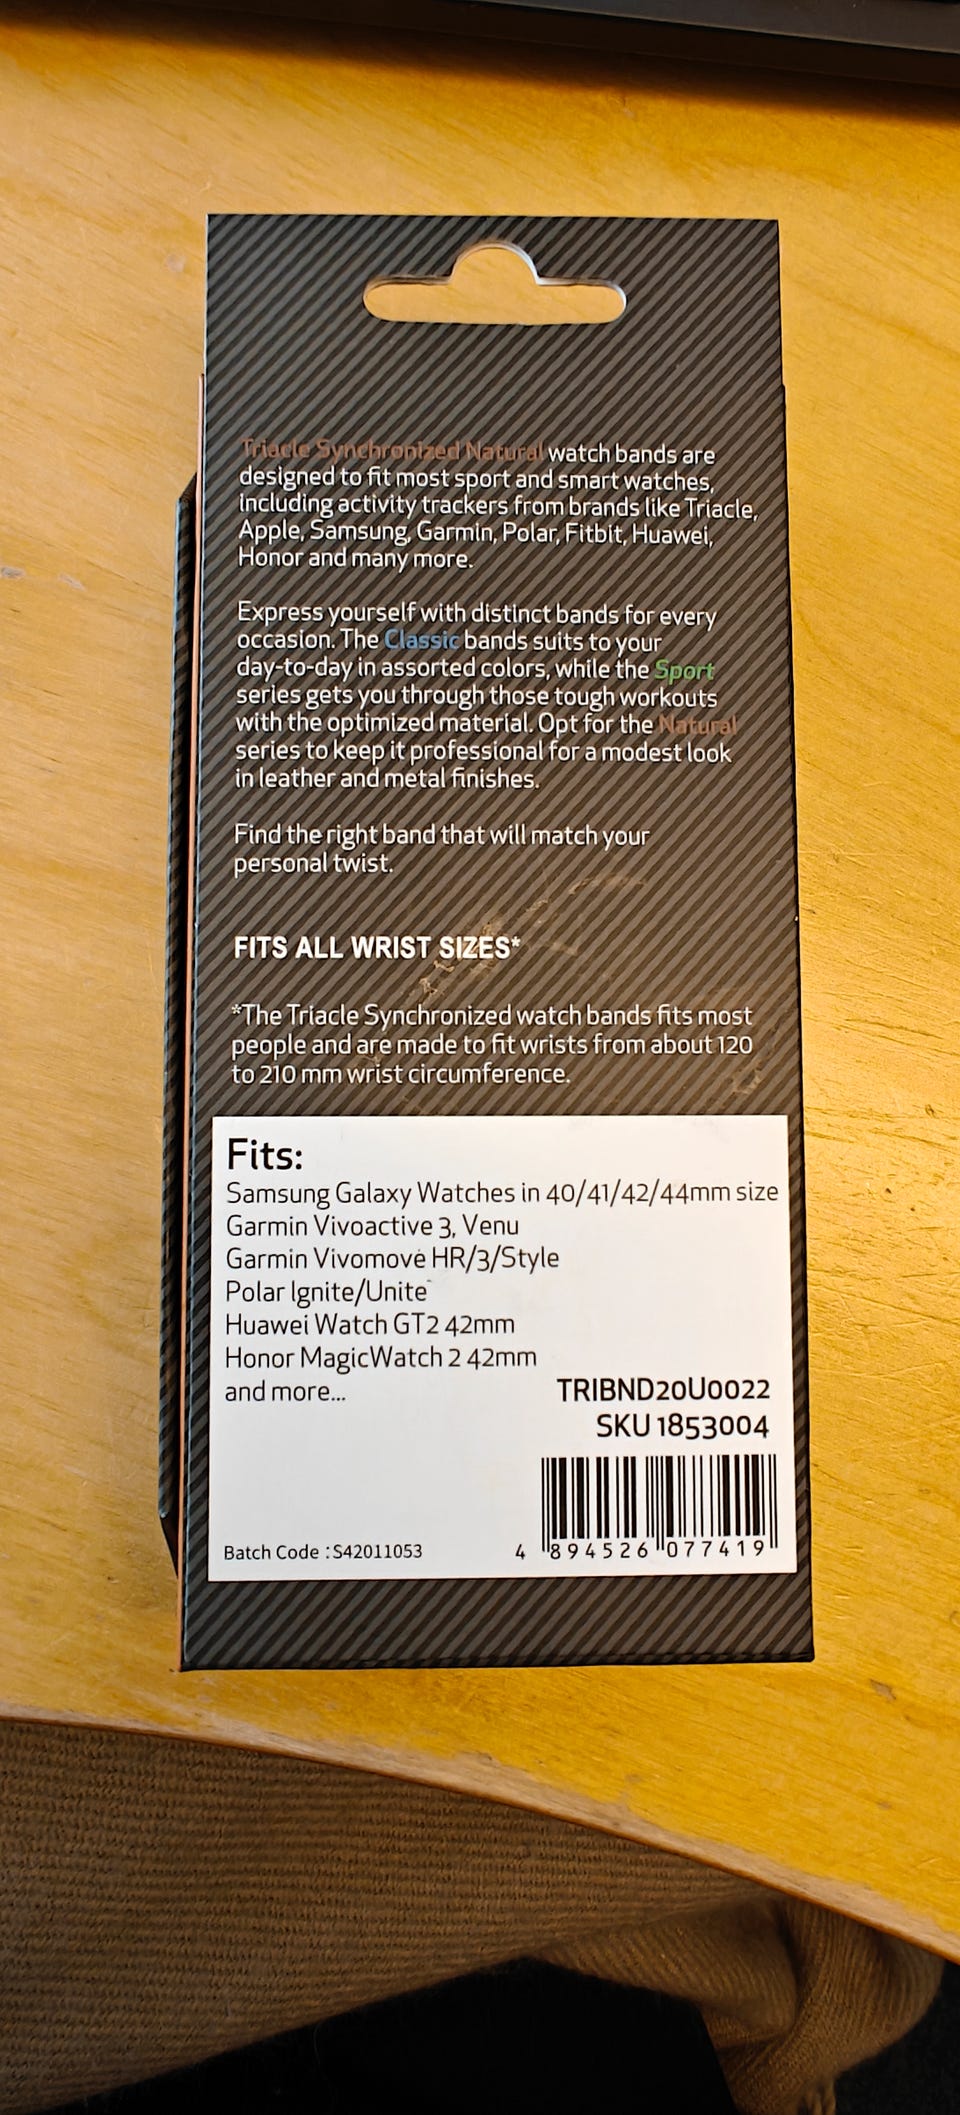 Triacle Synchronized Natural watch bands are
designed to fit most sport and smart watches,
including activity trackers from brands like Triacle,
Apple, Samsung, Garmin, Polar, Fitbit, Huawei,
Honor and many more.
Express yourself with distinct bands for every
occasion. The Classic bands suits to your
day-to-day in assorted colors, while the Sport
series gets you through those tough workouts
with the optimized material. Opt for the Natural
series to keep it professional for a modest look
in leather and metal finishes.
Find the right band that will match your
personal twist.
FITS ALL WRIST SIZES*
*The Triacle Synchronized watch bands fits most
people and are made to fit wrists from about 120
to 210 mm wrist circumference.
Fits:
Samsung Galaxy Watches in 40/41/42/44mm size
Garmin Vivoactive 3, Venu
Garmin Vivomove HR/3/Style
Polar Ignite/Unite
Huawei Watch GT2 42mm
Honor MagicWatch 2 42mm
and more...
TRIBND20U0022
SKU 1853004
Batch Code : S42011053
4 894526 077419